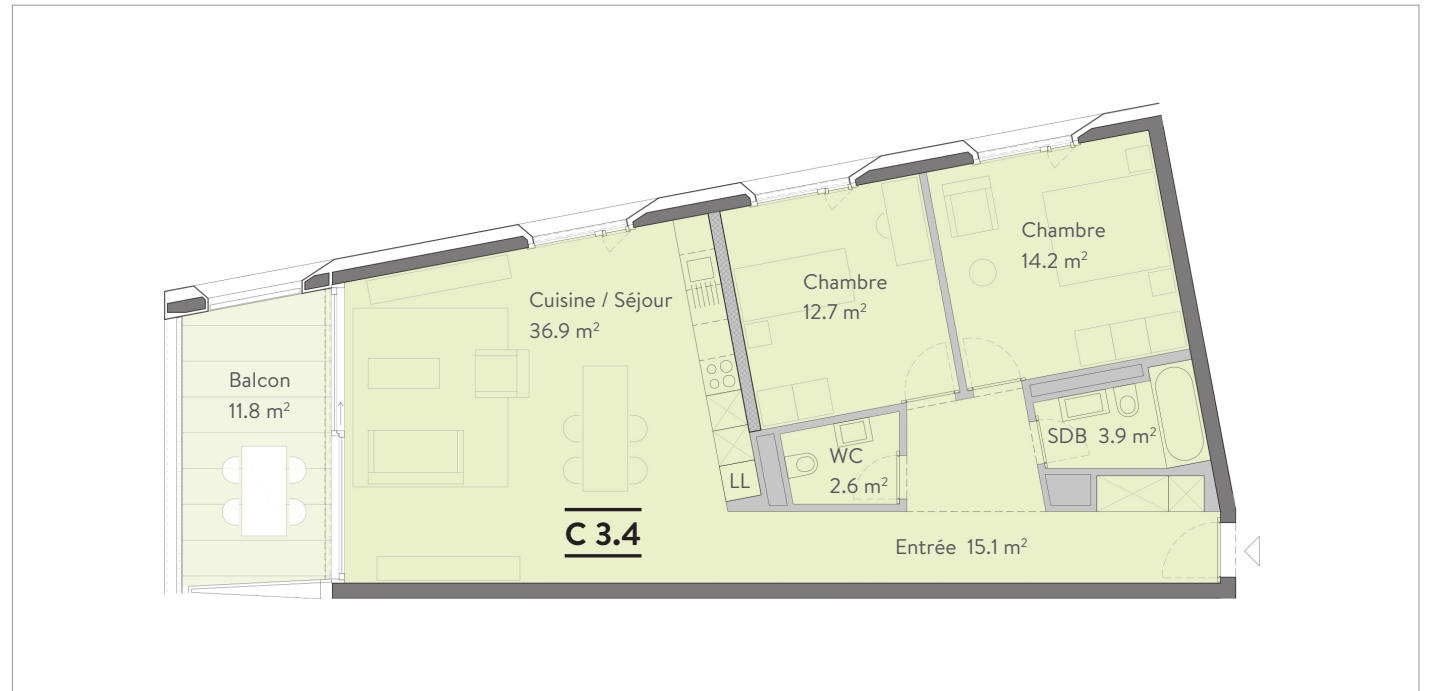 Chambre
14.2 m²
Chambre
12.7 m²
Cuisine / Séjour
36.9 m²
Balcon
11.8 m²
SDB 3.9 m²
WC
2.6 m²
LL
C 3.4
Entrée 15.1 m²